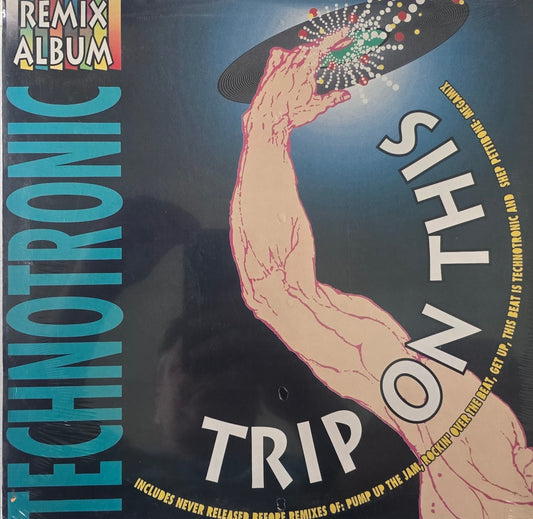 REMIX
ALBUM
TECHNOTRONIC
TRIP ON THIS
INCLUDES NEVER RELEASED BEFORE REMIXES OF: PUMP UP THE JAM, ROCKIN' OVER THE BEAT, GET UP, THIS BEAT IS TECHNOTRONIC AND SHEP PETTIBONE: MEGAMIX